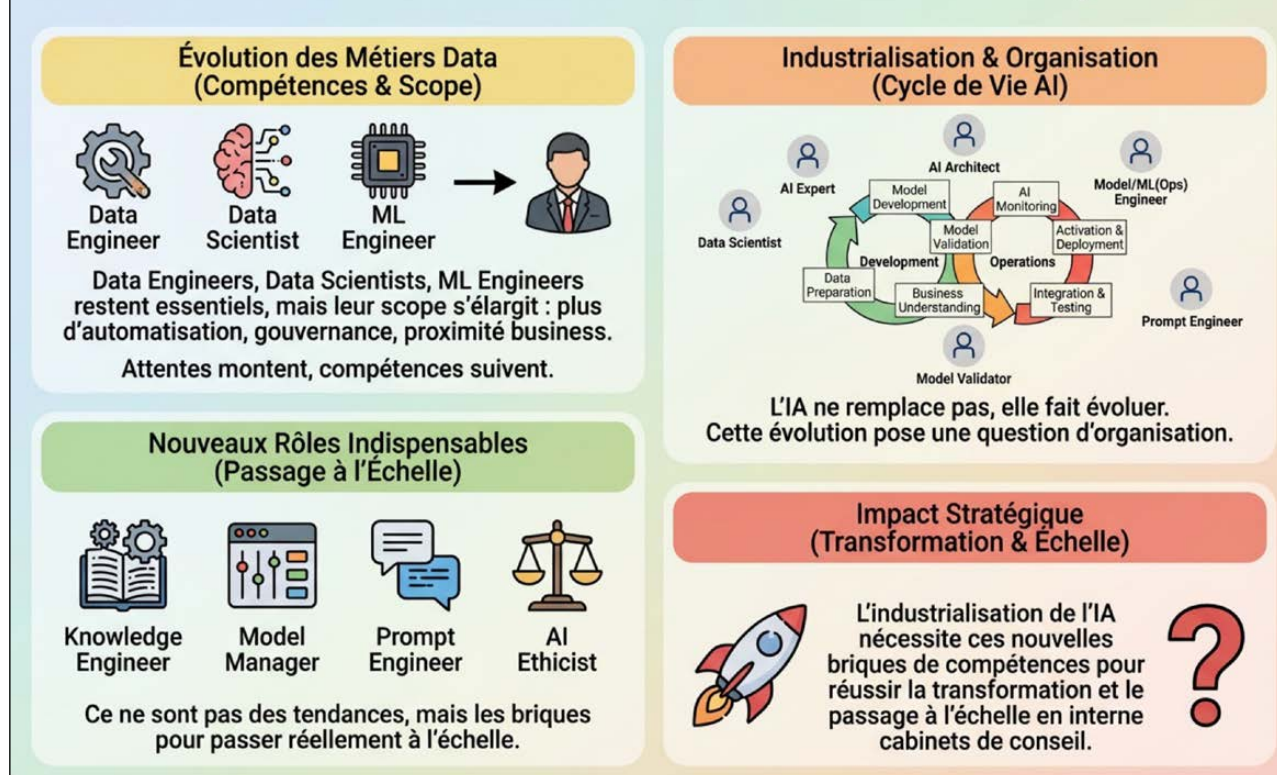 Évolution des Métiers Data
(Compétences & Scope)
Data
Engineer
Data
Scientist
ML
Engineer
Data Engineers, Data Scientists, ML Engineers
restent essentiels, mais leur scope s'élargit : plus
d'automatisation, gouvernance, proximité business.
Attentes montent, compétences suivent.
Industrialisation & Organisation
(Cycle de Vie AI)
AI Architect
AI Expert
Model/ML(Ops)
Engineer
Data Scientist
Model
Development
AI
Monitoring
Model
Validation
Activation &
Deployment
Development
Operations
Data
Preparation
Business
Understanding
Integration &
Testing
Prompt Engineer
Model Validator
L'IA ne remplace pas, elle fait évoluer.
Cette évolution pose une question d'organisation.
Nouveaux Rôles Indispensables
(Passage à l'Échelle)
Knowledge
Engineer
Model
Manager
Prompt
Engineer
AI
Ethicist
Ce ne sont pas des tendances, mais les briques
pour passer réellement à l'échelle.
Impact Stratégique
(Transformation & Échelle)
L'industrialisation de l'IA
nécessite ces nouvelles
briques de compétences pour
réussir la transformation et le
passage à l'échelle en interne
cabinets de conseil.
?